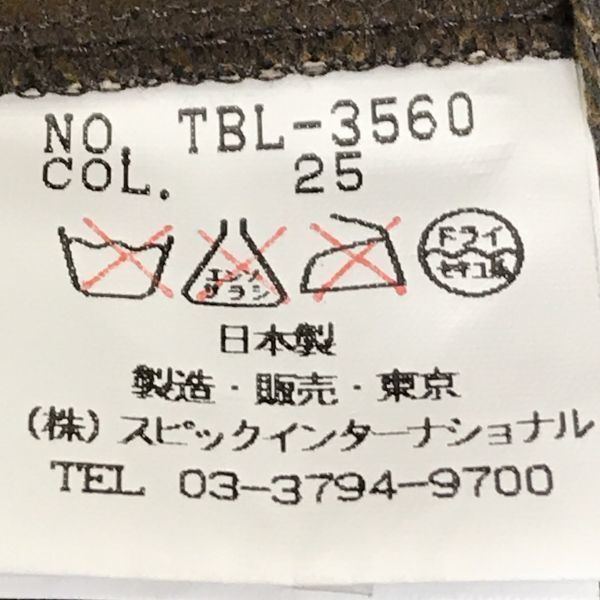 NO. TBL-3560
COL. 25
エンソ サラシ
ドライ
セキユ系
日本製
製造・販売・東京
(株)スピックインターナショナル
TEL 03-3794-9700